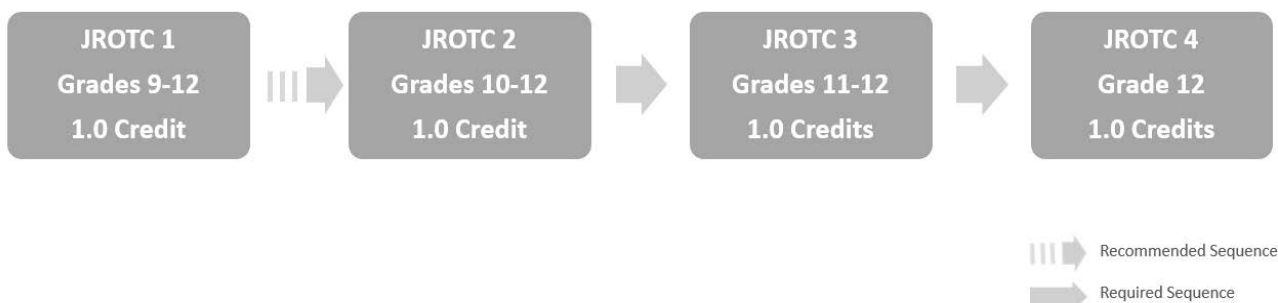 JROTC 1
Grades 9-12
1.0 Credit
JROTC 2
Grades 10-12
1.0 Credit
JROTC 3
Grades 11-12
1.0 Credits
JROTC 4
Grade 12
1.0 Credits
Recommended Sequence
Required Sequence